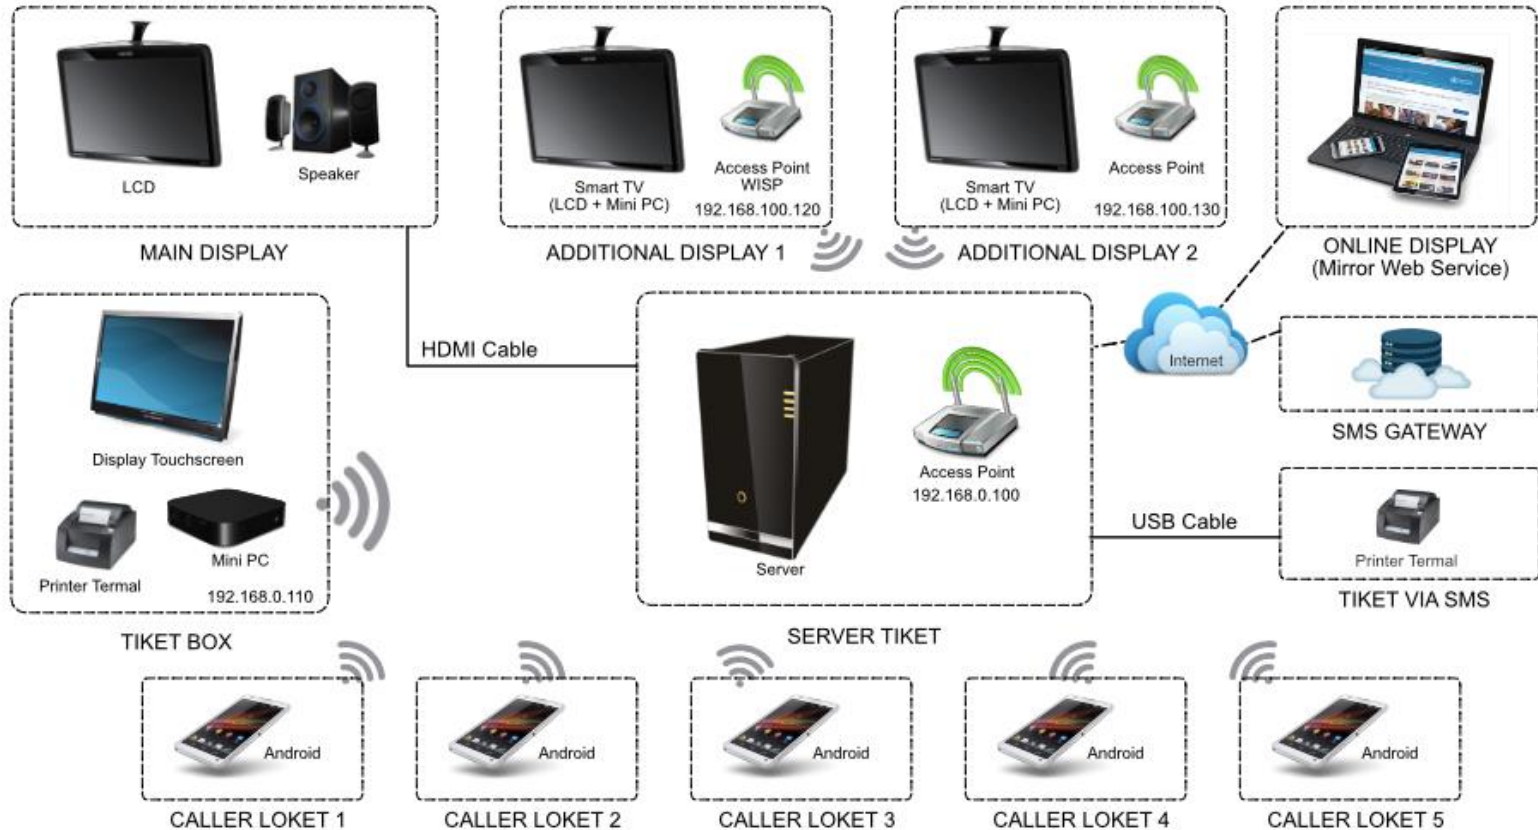 LCD
Speaker
MAIN DISPLAY
Smart TV
(LCD + Mini PC)
Access Point
WISP
192.168.100.120
ADDITIONAL DISPLAY 1
Smart TV
(LCD + Mini PC)
Access Point
192.168.100.130
ADDITIONAL DISPLAY 2
ONLINE DISPLAY
(Mirror Web Service)
Display Touchscreen
Printer Termal
Mini PC
192.168.0.110
TIKET BOX
HDMI Cable
Server
Access Point
192.168.0.100
SERVER TIKET
Internet
SMS GATEWAY
USB Cable
Printer Termal
TIKET VIA SMS
Android
CALLER LOKET 1
Android
CALLER LOKET 2
Android
CALLER LOKET 3
Android
CALLER LOKET 4
Android
CALLER LOKET 5